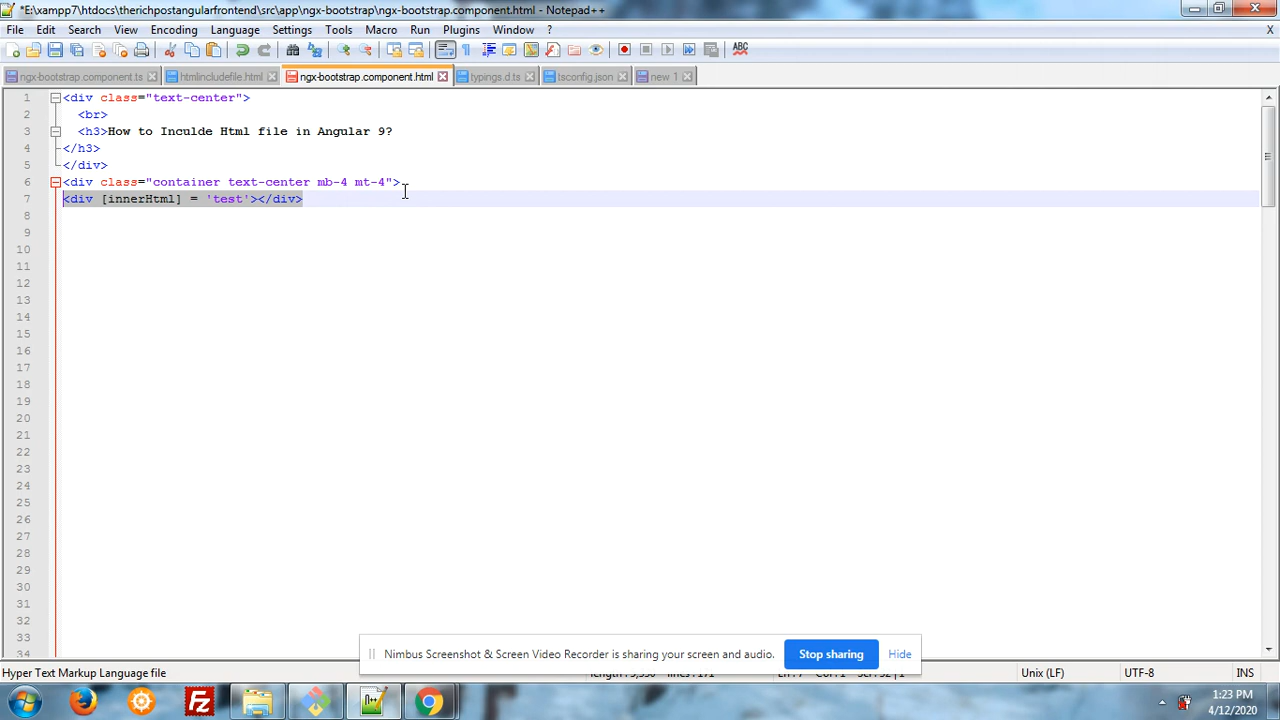 *E:\xampp7\htdocs\therichpostangularfrontend\src\app\ngx-bootstrap\ngx-bootstrap.component.html - Notepad++
File Edit Search View Encoding Language Settings Tools Macro Run Plugins Window ? X
ABC
ngx-bootstrap.component.ts htmlincludefile.html ngx-bootstrap.component.html typings.d.ts tsconfig.json new 1
1 <div class="text-center">
2 <br>
3 <h3>How to Inculde Html file in Angular 9?
4 </h3>
5 </div>
6 <div class="container text-center mb-4 mt-4">
7 <div [innerHtml] = 'test'></div>
8
9
10
11
12
13
14
15
16
17
18
19
20
21
22
23
24
25
26
27
28
29
30
31
32
33
34
Nimbus Screenshot & Screen Video Recorder is sharing your screen and audio. Stop sharing Hide
Hyper Text Markup Language file Unix (LF) UTF-8 INS
1:23 PM
4/12/2020